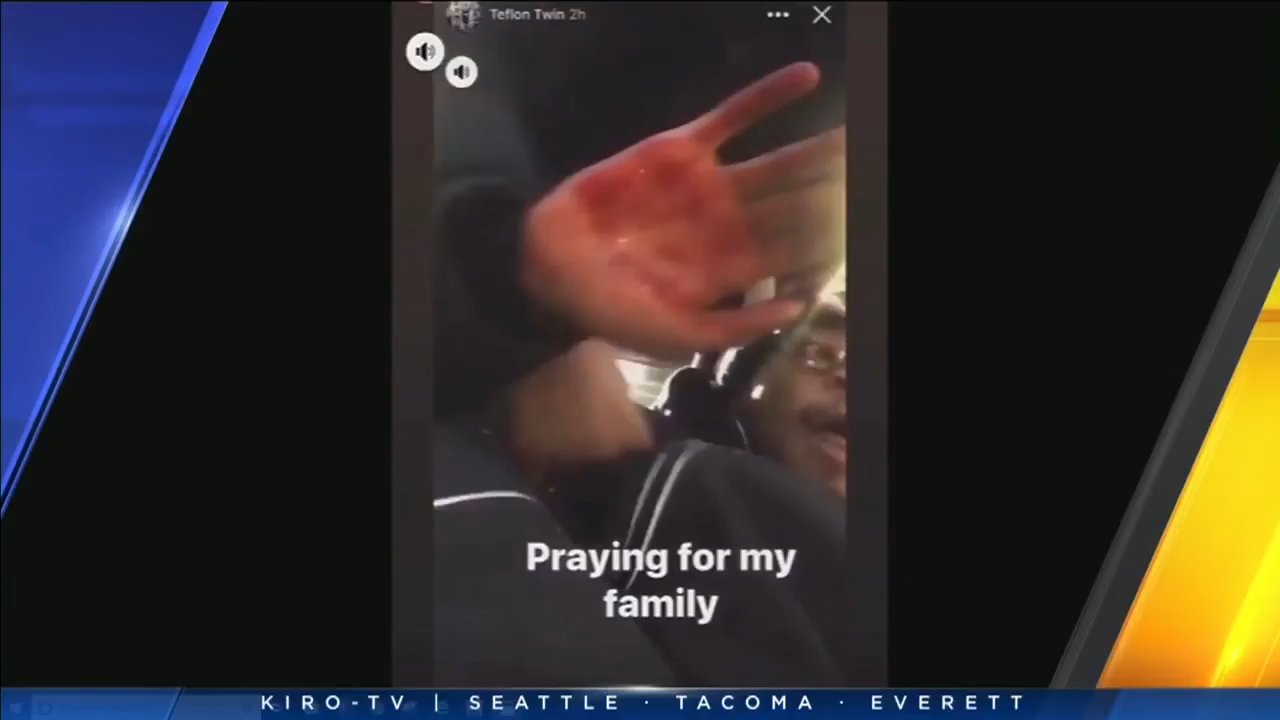 Teflon Twin 2h
Praying for my
family
KIRO-TV | SEATTLE · TACOMA · EVERETT